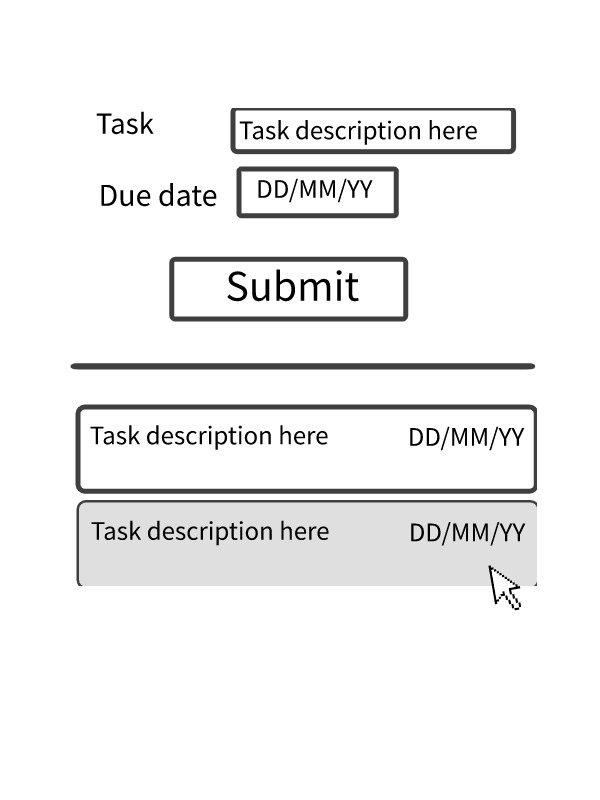 Task
Task description here
Due date
DD/MM/YY
Submit
Task description here
DD/MM/YY
Task description here
DD/MM/YY